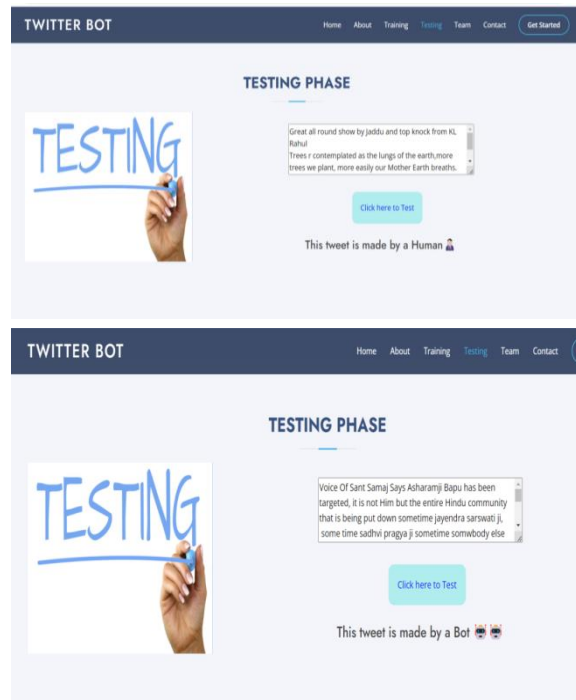 TWITTER BOT
Home About Training Testing Team Contact Get Started
TESTING PHASE
TESTING
Great all round show by Jaddu and top knock from KL
Rahul
Trees r contemplated as the lungs of the earth,more
trees we plant, more easily our Mother Earth breaths.
Click here to Test
This tweet is made by a Human
TWITTER BOT
Home About Training Testing Team Contact
TESTING PHASE
TESTING
Voice Of Sant Samaj Says Asharamji Bapu has been
targeted, it is not Him but the entire Hindu community
that is being put down sometime jayendra sarswati ji,
some time sadhvi pragya ji sometime somwbody else
Click here to Test
This tweet is made by a Bot